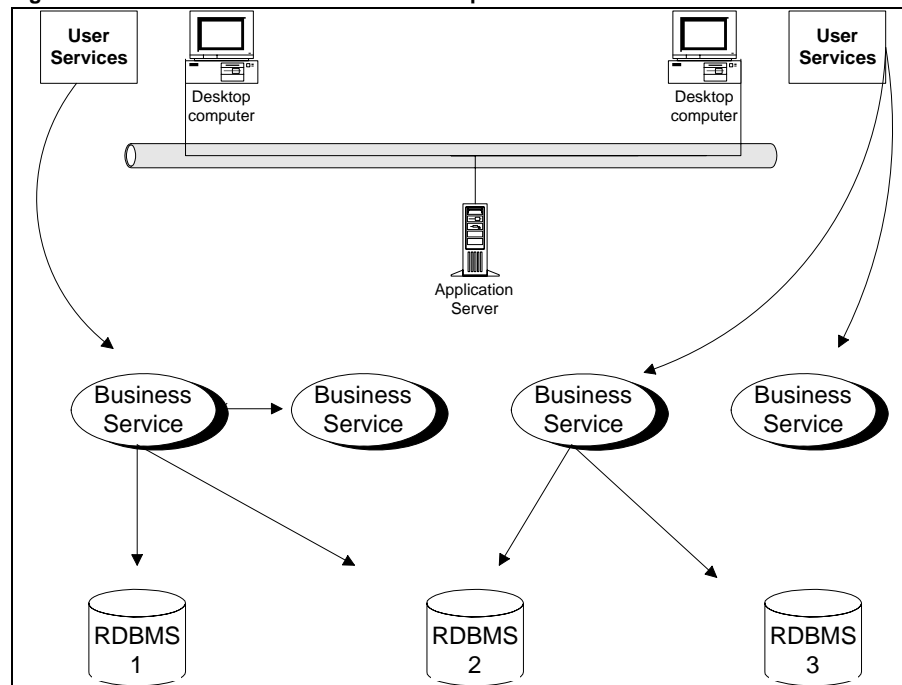 User
Services
Desktop
computer
Desktop
computer
User
Services
Application
Server
Business
Service
Business
Service
Business
Service
Business
Service
RDBMS
1
RDBMS
2
RDBMS
3